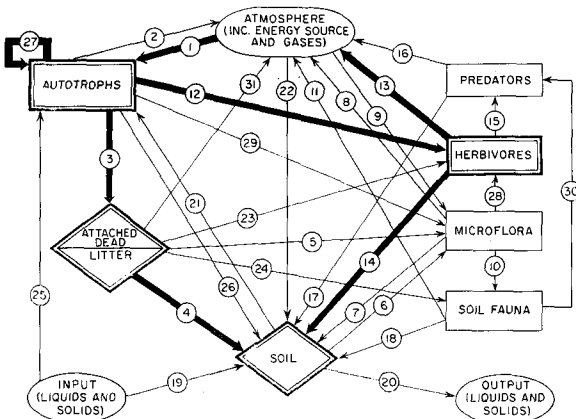 27
2
ATMOSPHERE
(INC. ENERGY SOURCE
AND GASES)
1
16
AUTOTROPHS
31
22
11
8
9
13
PREDATORS
12
15
3
29
HERBIVORES
30
21
23
28
ATTACHED
DEAD
LITTER
5
MICROFLORA
24
14
10
25
26
17
7
6
SOIL FAUNA
4
18
SOIL
INPUT
(LIQUIDS AND
SOLIDS)
19
20
OUTPUT
(LIQUIDS AND
SOLIDS)